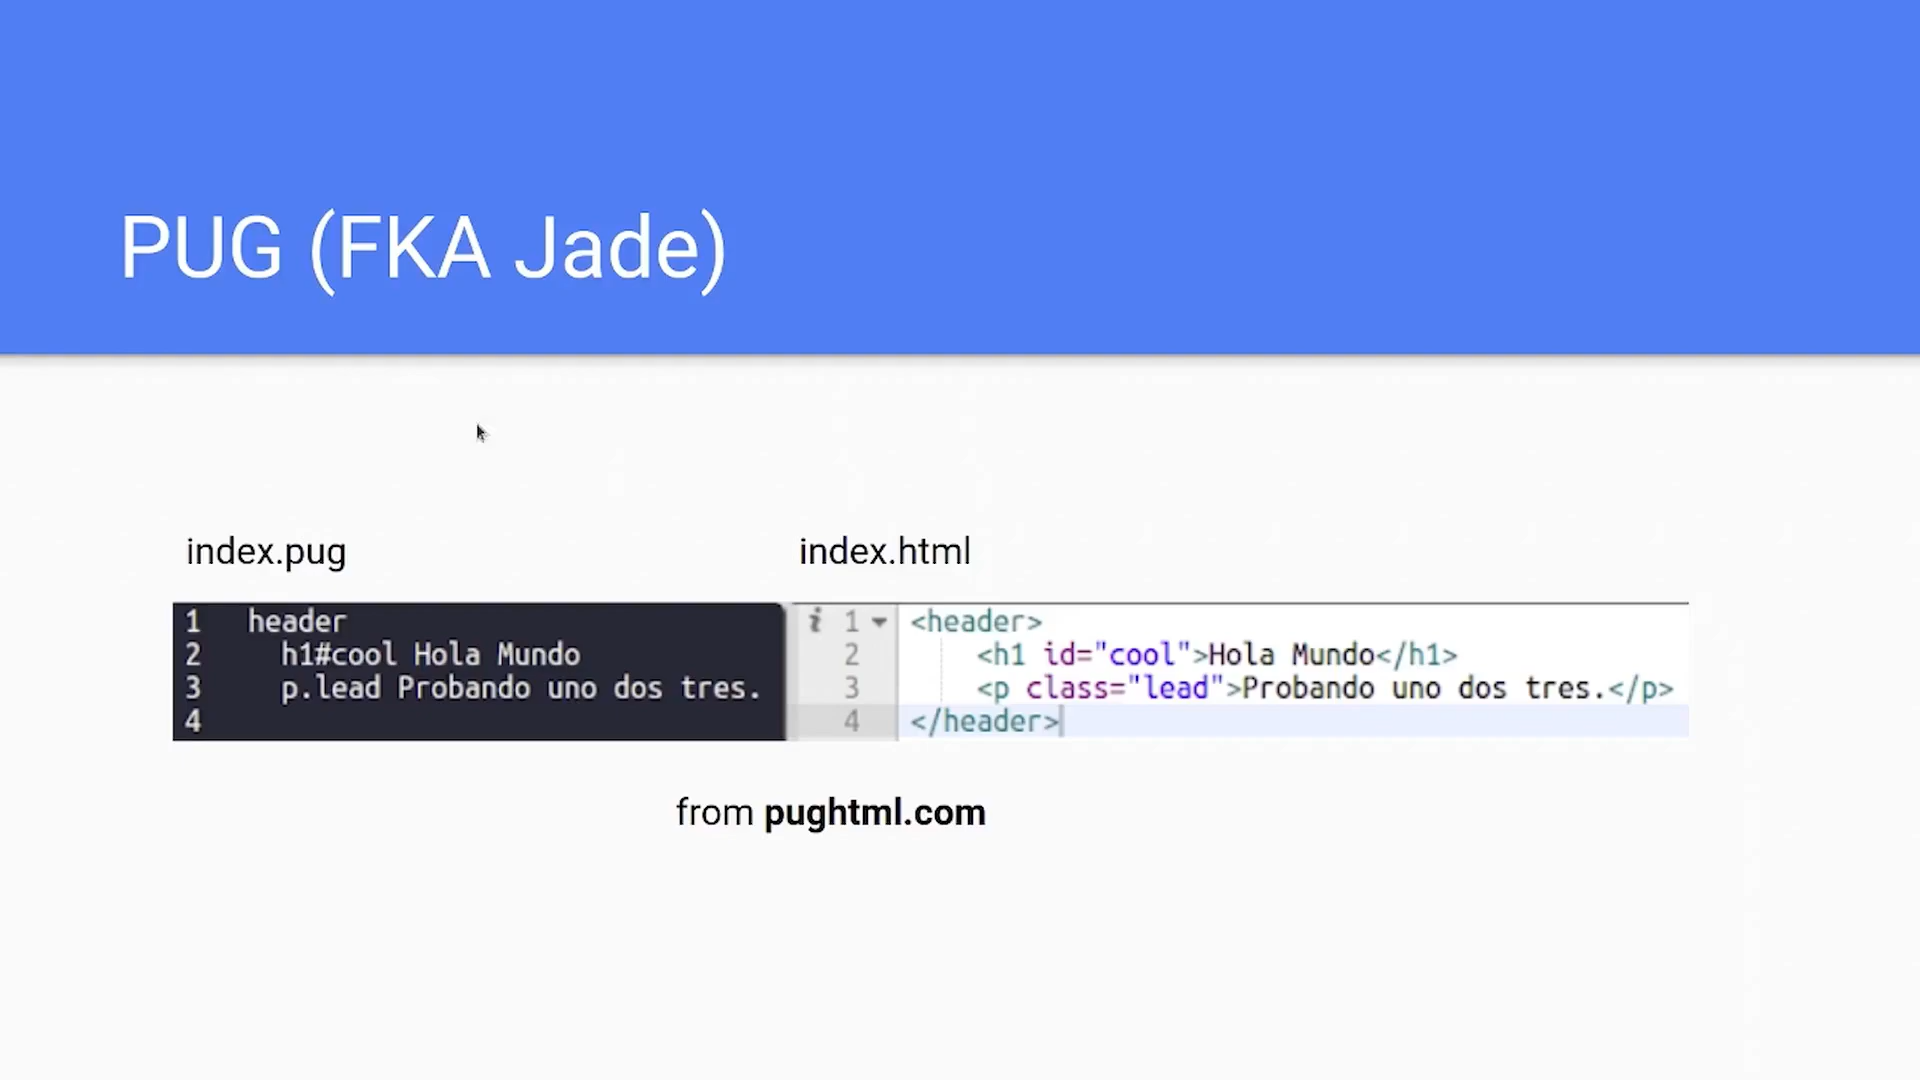 PUG (FKA Jade)
index.pug
1 header
2 h1#cool Hola Mundo
3 p.lead Probando uno dos tres.
4
index.html
i 1 <header>
2 <h1 id="cool">Hola Mundo</h1>
3 <p class="lead">Probando uno dos tres.</p>
4 </header>
from pughtml.com